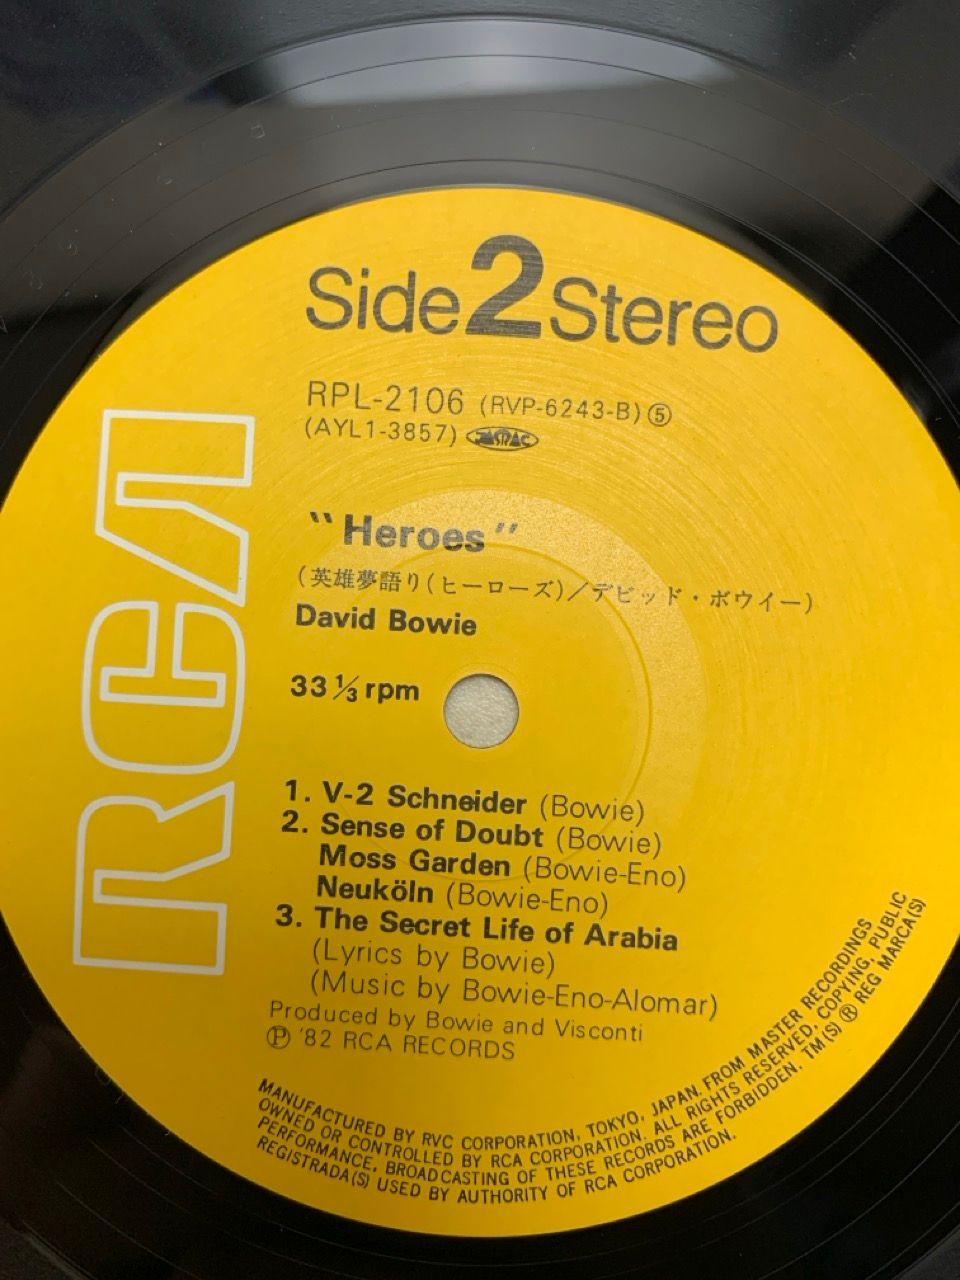 Side 2 Stereo
RPL-2106 (RVP-6243-B) ⑤
(AYL1-3857) JASRAC
"Heroes"
(英雄夢語り(ヒーローズ)/デビッド・ボウイー)
David Bowie
33 1/3 rpm
RCA
1. V-2 Schneider (Bowie)
2. Sense of Doubt (Bowie)
Moss Garden (Bowie-Eno)
Neuköln (Bowie-Eno)
3. The Secret Life of Arabia
(Lyrics by Bowie)
(Music by Bowie-Eno-Alomar)
Produced by Bowie and Visconti
Ⓟ '82 RCA RECORDS
MANUFACTURED BY RVC CORPORATION, TOKYO, JAPAN. FROM MASTER RECORDINGS
OWNED OR CONTROLLED BY RCA CORPORATION. ALL RIGHTS RESERVED, COPYING, PUBLIC
PERFORMANCE, BROADCASTING OF THESE RECORDS ARE FORBIDDEN. TM(S) ® REG MARCA(S)
REGISTRADA(S) USED BY AUTHORITY OF RCA CORPORATION.